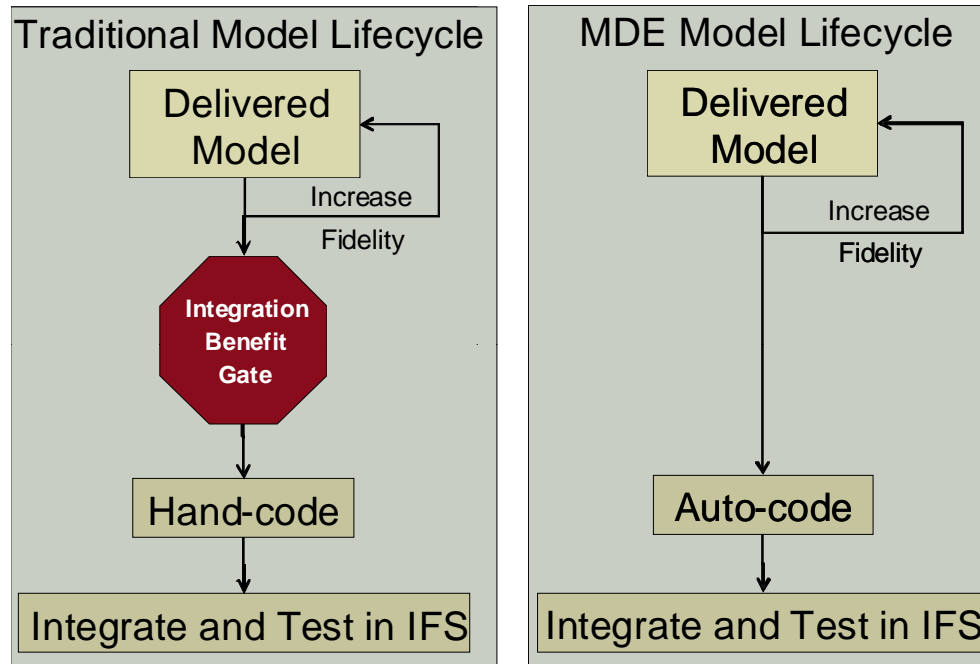 Traditional Model Lifecycle
Delivered
Model
Increase
Fidelity
Integration
Benefit
Gate
Hand-code
Integrate and Test in IFS
MDE Model Lifecycle
Delivered
Model
Increase
Fidelity
Auto-code
Integrate and Test in IFS